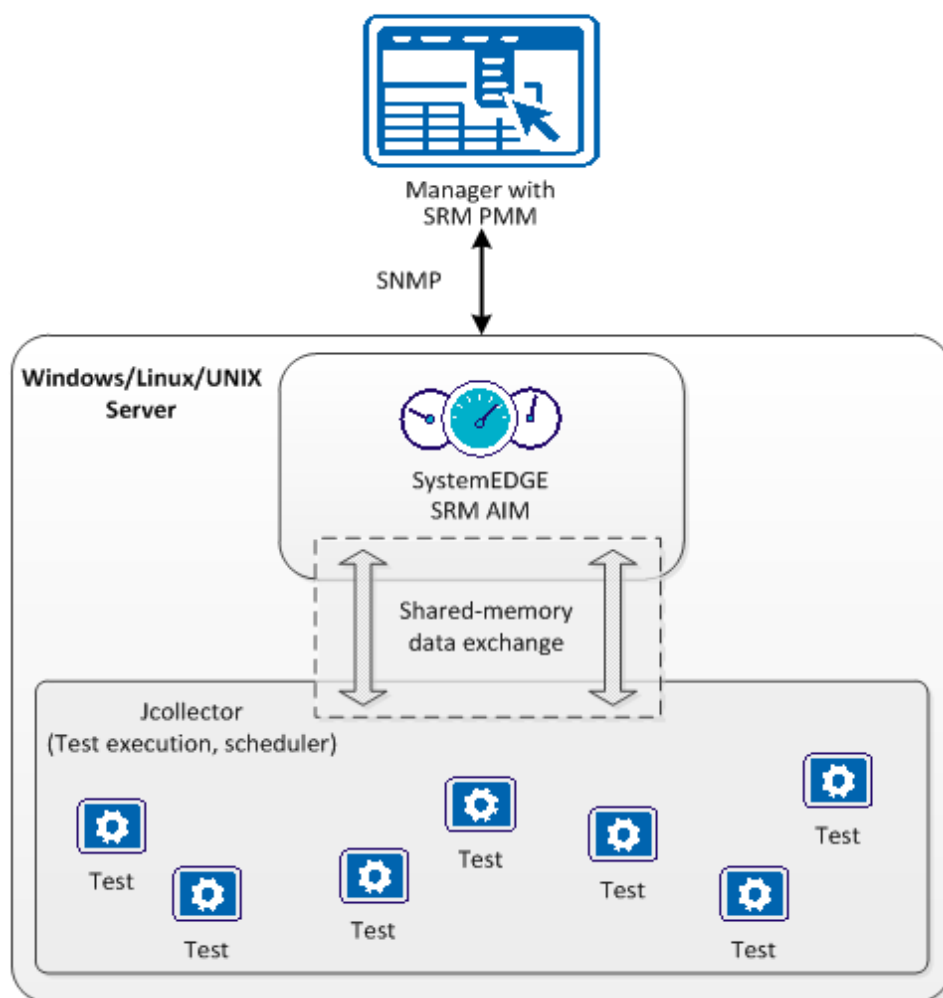 Manager with
SRM PMM
SNMP
Windows/Linux/UNIX
Server
SystemEDGE
SRM AIM
Shared-memory
data exchange
Jcollector
(Test execution, scheduler)
Test
Test
Test
Test
Test
Test
Test